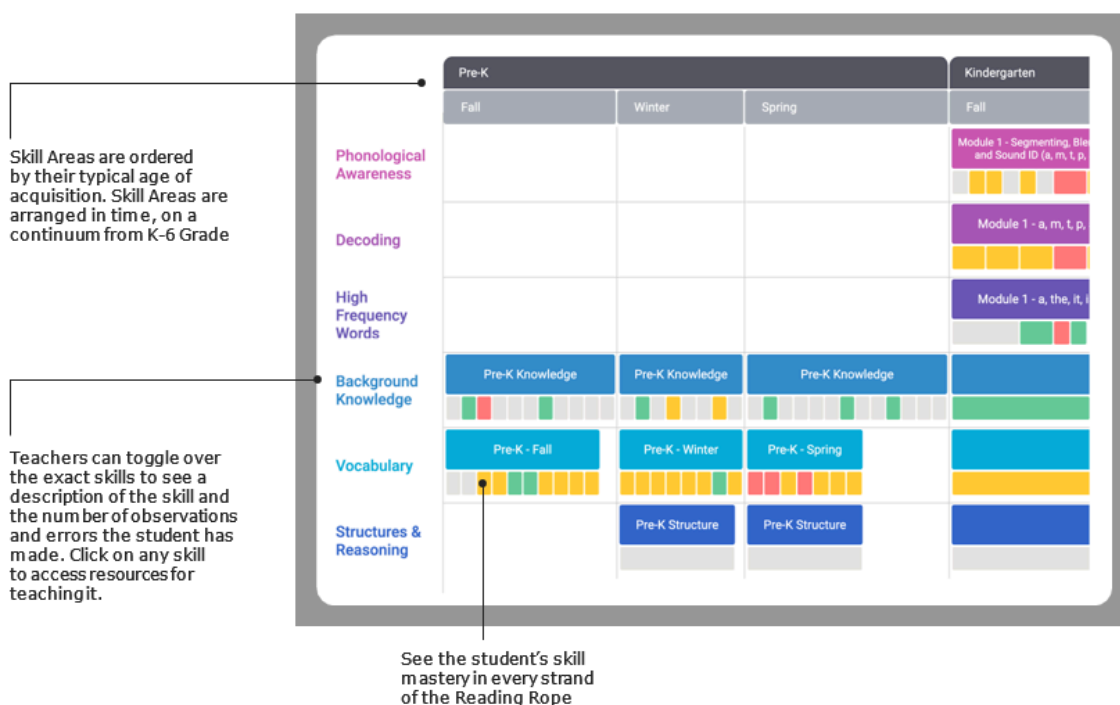 Pre-K
Kindergarten
Fall
Winter
Spring
Fall
Skill Areas are ordered
by their typical age of
acquisition. Skill Areas are
arranged in time, on a
continuum from K-6 Grade
Phonological
Awareness
Module 1 - Segmenting, Ble
and Sound ID (a, m, t, p,
Decoding
Module 1 - a, m, t, p,
High
Frequency
Words
Module 1 - a, the, it, i
Background
Knowledge
Pre-K Knowledge
Pre-K Knowledge
Pre-K Knowledge
Teachers can toggle over
the exact skills to see a
description of the skill and
the number of observations
and errors the student has
made. Click on any skill
to access resources for
teaching it.
Vocabulary
Pre-K - Fall
Pre-K - Winter
Pre-K - Spring
Structures &
Reasoning
Pre-K Structure
Pre-K Structure
See the student's skill
mastery in every strand
of the Reading Rope